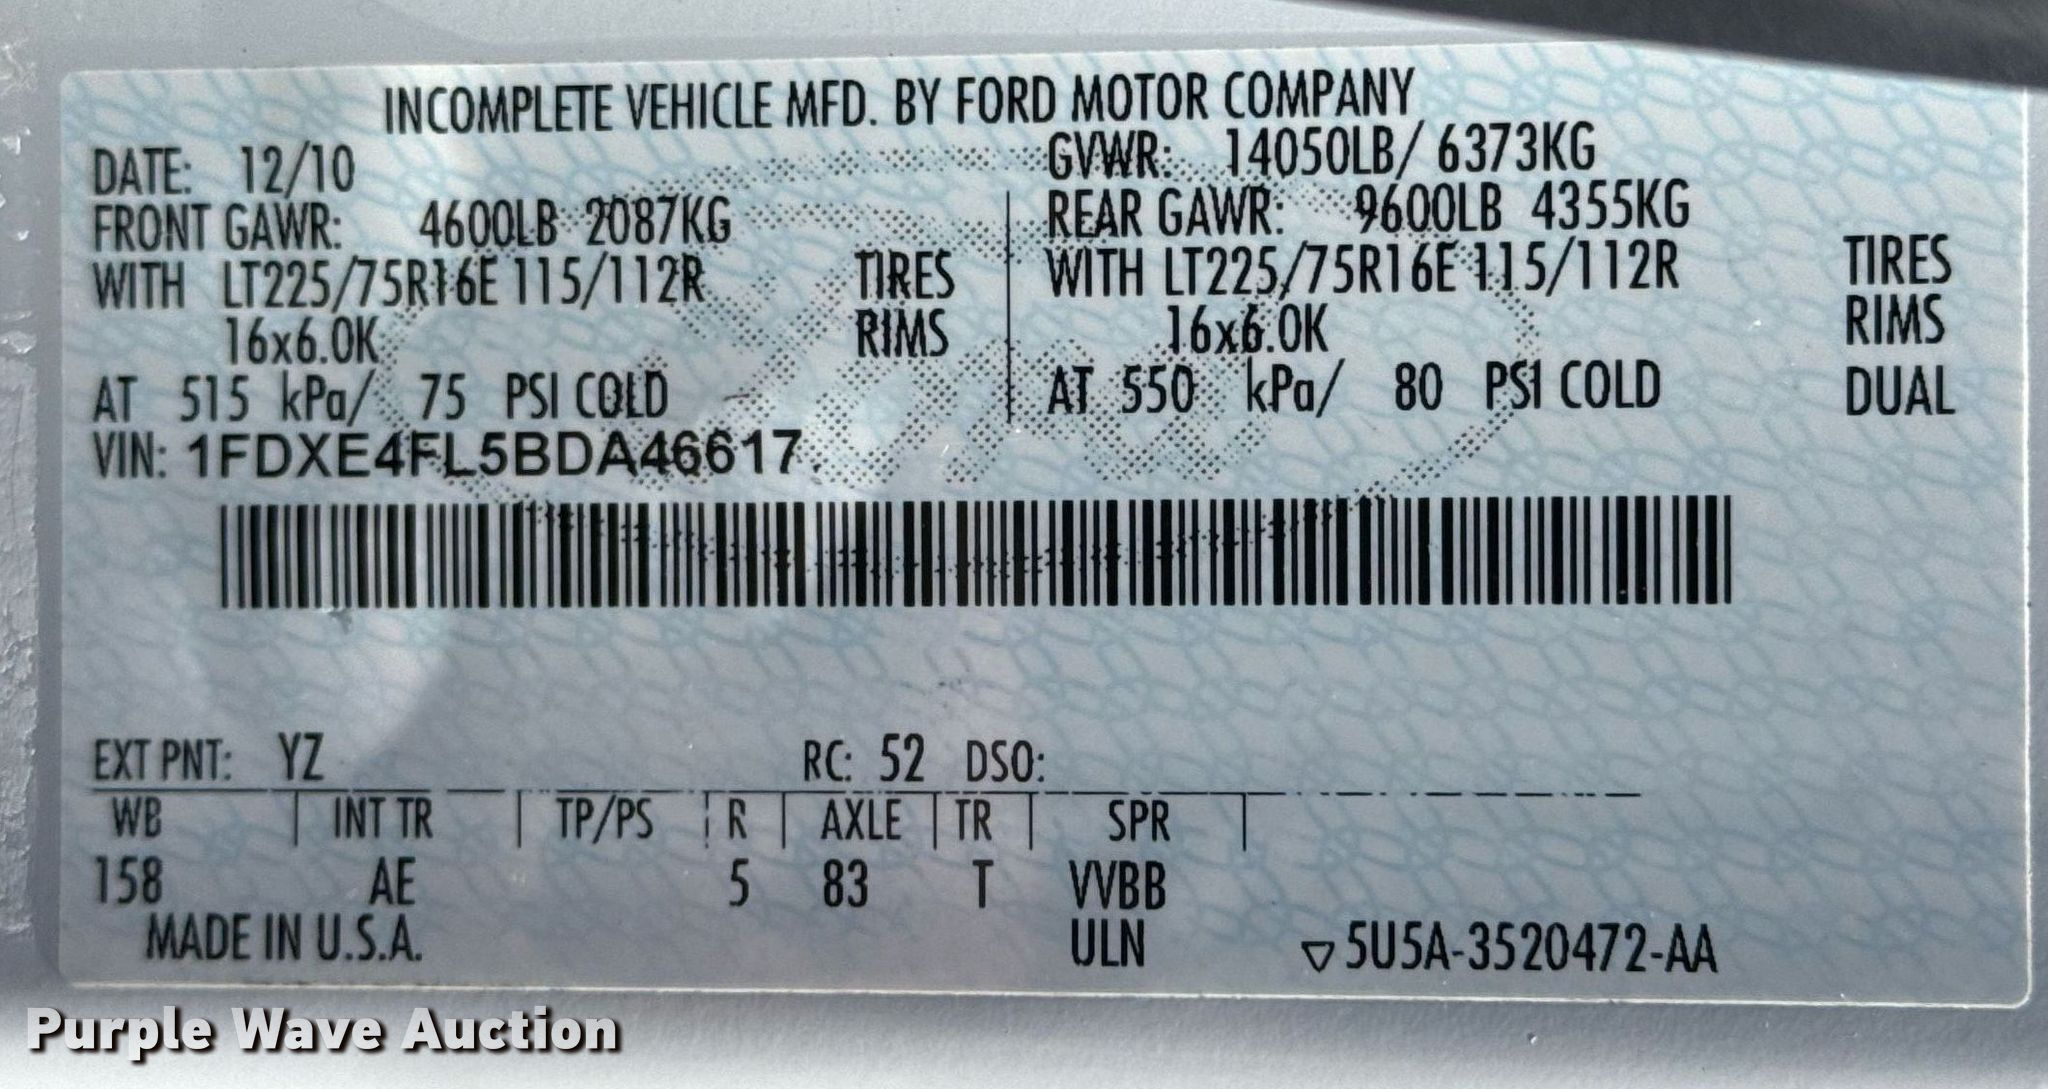 INCOMPLETE VEHICLE MFD. BY FORD MOTOR COMPANY
DATE: 12/10 GVWR: 14050LB/ 6373KG
FRONT GAWR: 4600LB 2087KG REAR GAWR: 9600LB 4355KG
WITH LT225/75R16E 115/112R TIRES WITH LT225/75R16E 115/112R TIRES
16x6.0K RIMS 16x6.0K RIMS
AT 515 kPa/ 75 PSI COLD AT 550 kPa/ 80 PSI COLD DUAL
VIN: 1FDXE4FL5BDA46617
EXT PNT: YZ RC: 52 DSO:
WB INT TR TP/PS R AXLE TR SPR
158 AE 5 83 T VVBB
MADE IN U.S.A. ULN ▽5U5A-3520472-AA
Purple Wave Auction